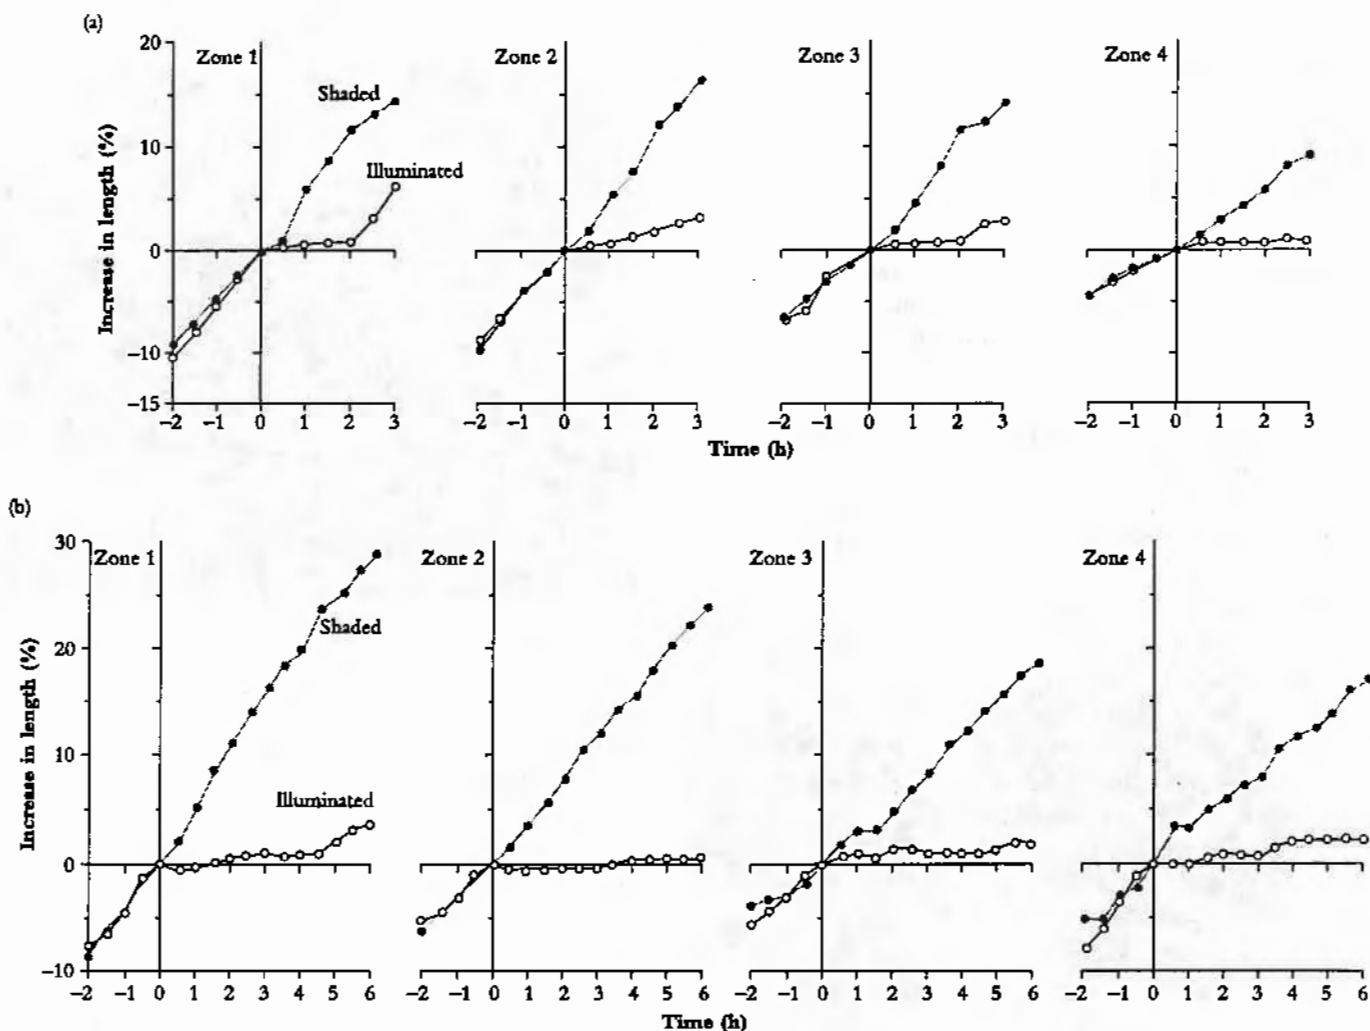 (a)
Increase in length (%)
20
10
0
−10
−15
Zone 1
Shaded
Illuminated
−2 −1 0 1 2 3
Zone 2
−2 −1 0 1 2 3
Zone 3
−2 −1 0 1 2 3
Zone 4
−2 −1 0 1 2 3
Time (h)
(b)
Increase in length (%)
30
20
10
0
−10
Zone 1
Shaded
Illuminated
−2 −1 0 1 2 3 4 5 6
Zone 2
−2 −1 0 1 2 3 4 5 6
Zone 3
−2 −1 0 1 2 3 4 5 6
Zone 4
−2 −1 0 1 2 3 4 5 6
Time (h)